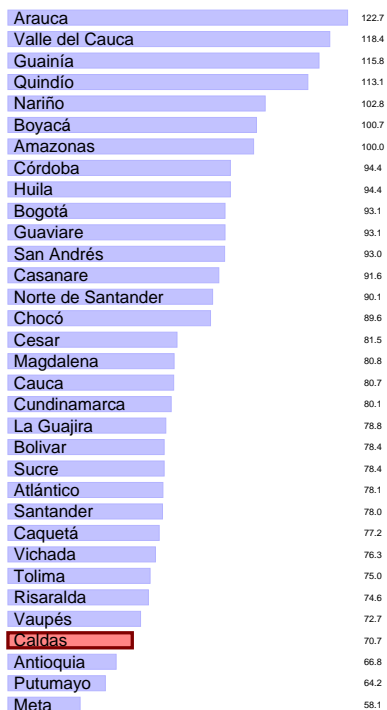 Arauca 122.7
Valle del Cauca 118.4
Guainía 115.8
Quindío 113.1
Nariño 102.8
Boyacá 100.7
Amazonas 100.0
Córdoba 94.4
Huila 94.4
Bogotá 93.1
Guaviare 93.1
San Andrés 93.0
Casanare 91.6
Norte de Santander 90.1
Chocó 89.6
Cesar 81.5
Magdalena 80.8
Cauca 80.7
Cundinamarca 80.1
La Guajira 78.8
Bolivar 78.4
Sucre 78.4
Atlántico 78.1
Santander 78.0
Caquetá 77.2
Vichada 76.3
Tolima 75.0
Risaralda 74.6
Vaupés 72.7
Caldas 70.7
Antioquia 66.8
Putumayo 64.2
Meta 58.1